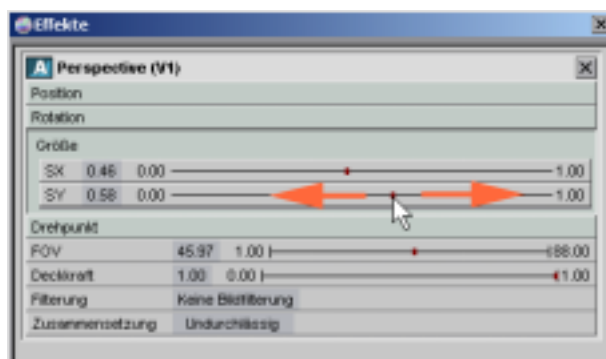 Effekte
A Perspective (V1)
Position
Rotation
Größe
SX 0.46 0.00 1.00
SY 0.58 0.00 1.00
Drehpunkt
FOV 45.97 1.00 88.00
Deckkraft 1.00 0.00 1.00
Filterung Keine Bildfilterung
Zusammensetzung Undurchlässig